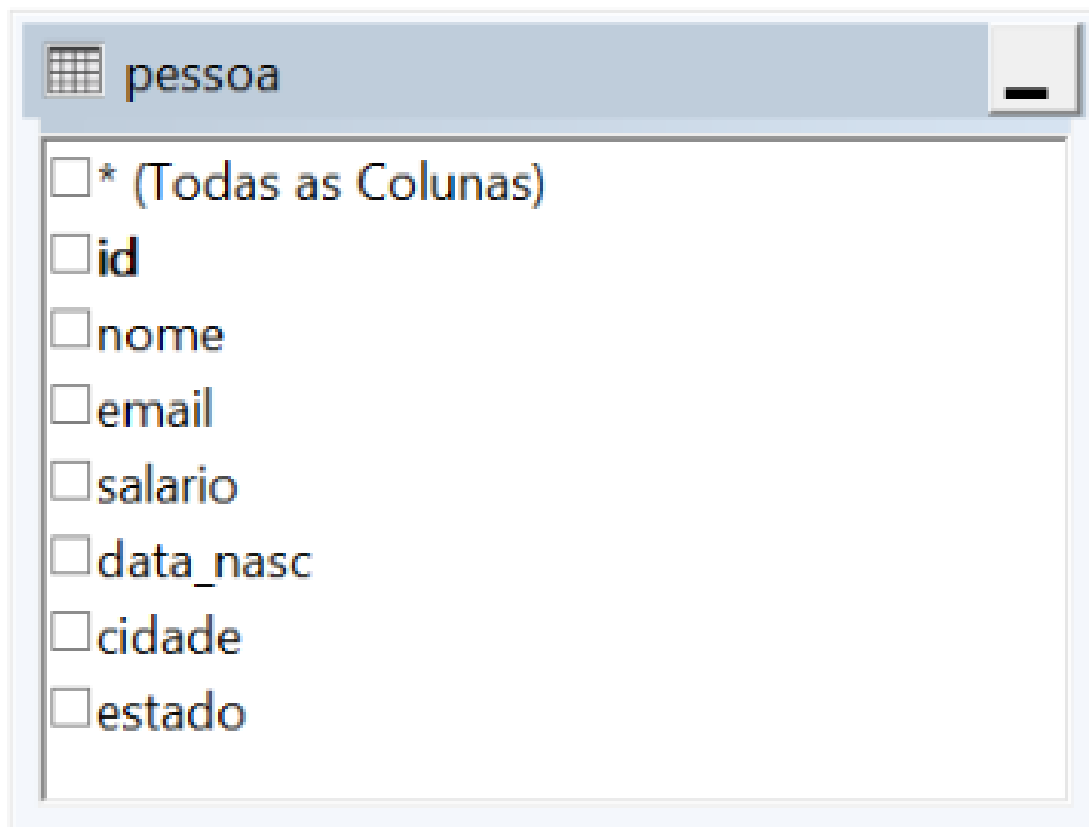 pessoa
* (Todas as Colunas)
id
nome
email
salario
data_nasc
cidade
estado